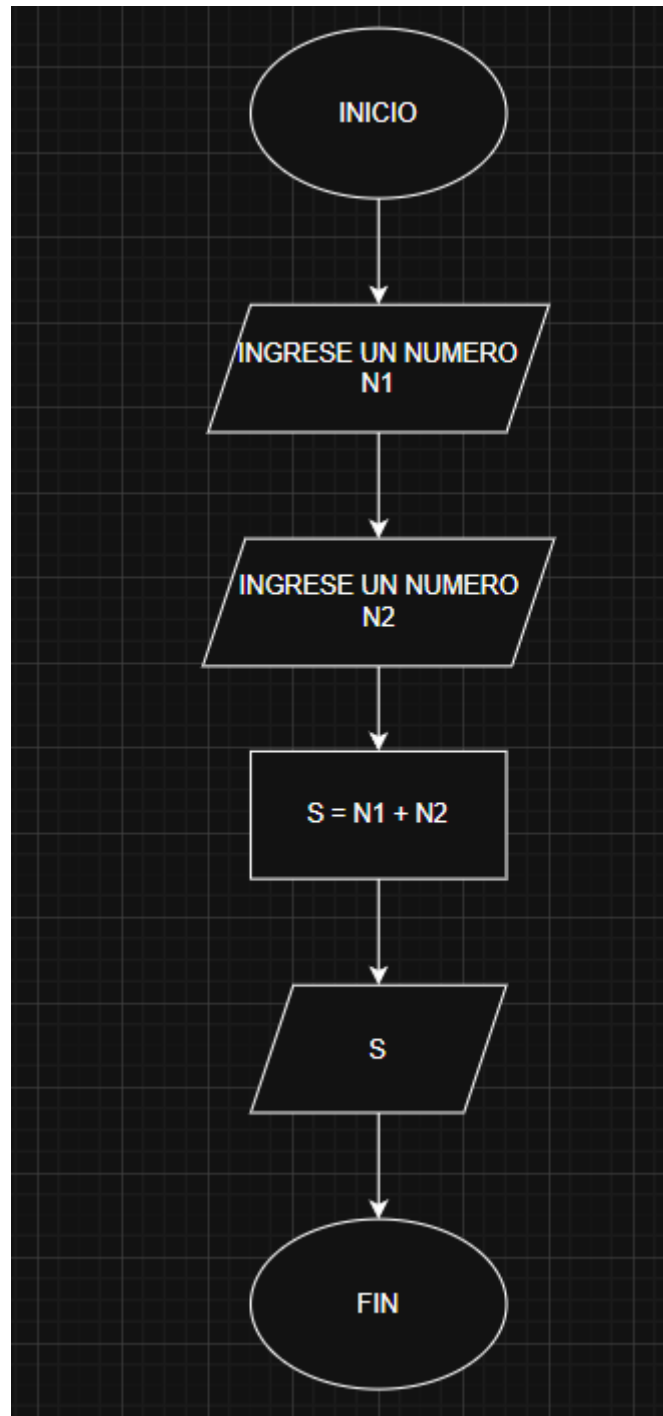 INICIO
INGRESE UN NUMERO
N1
INGRESE UN NUMERO
N2
S = N1 + N2
S
FIN